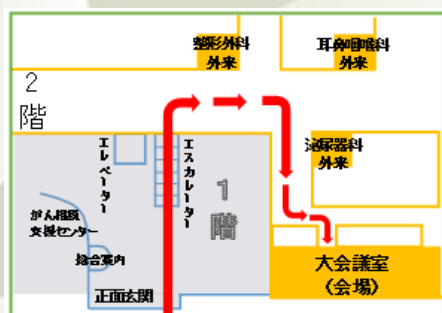 整形外科
外来
耳鼻咽喉科
外来
2
階
泌尿器科
外来
エレベーター
エスカレーター
1
階
がん相談
支援センター
総合案内
正面玄関
大会議室
(会場)